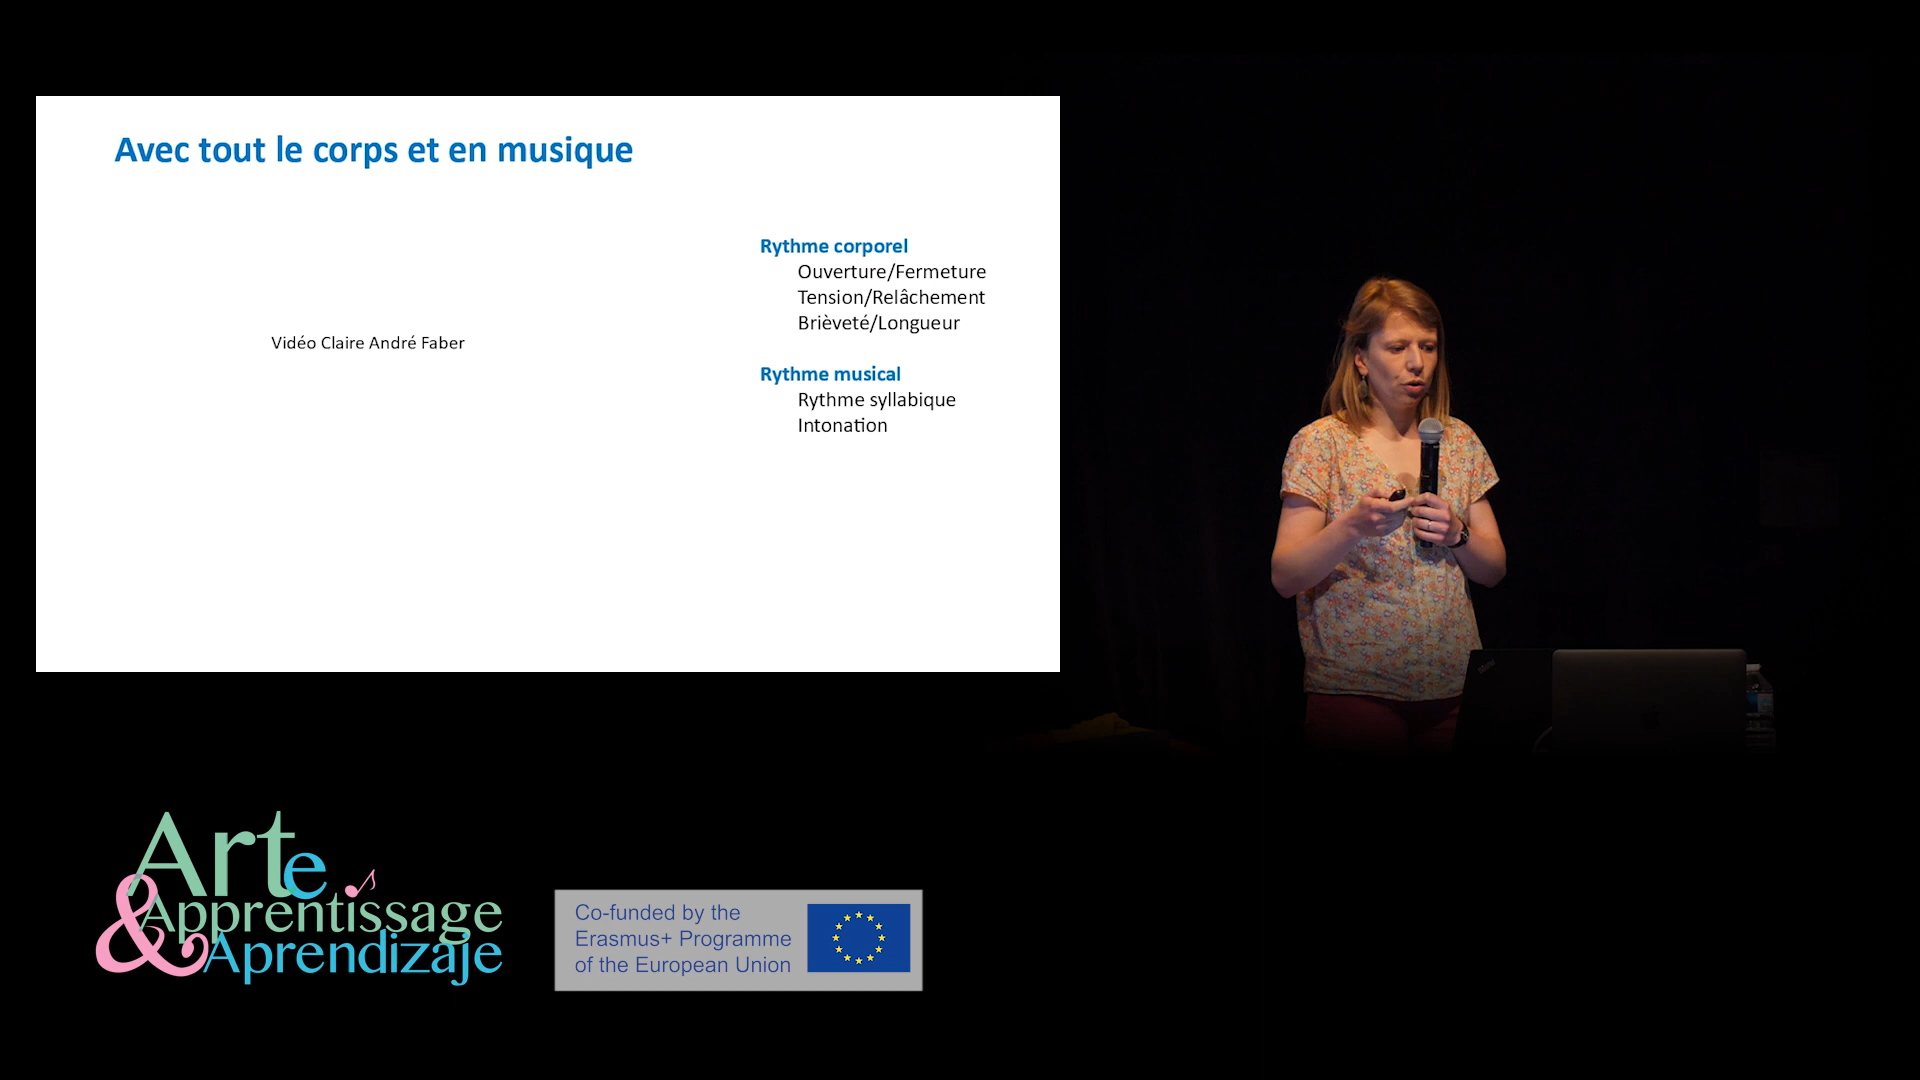 Avec tout le corps et en musique
Vidéo Claire André Faber
Rythme corporel
Ouverture/Fermeture
Tension/Relâchement
Brièveté/Longueur
Rythme musical
Rythme syllabique
Intonation
Arte
&Apprentissage
Aprendizaje
Co-funded by the
Erasmus+ Programme
of the European Union